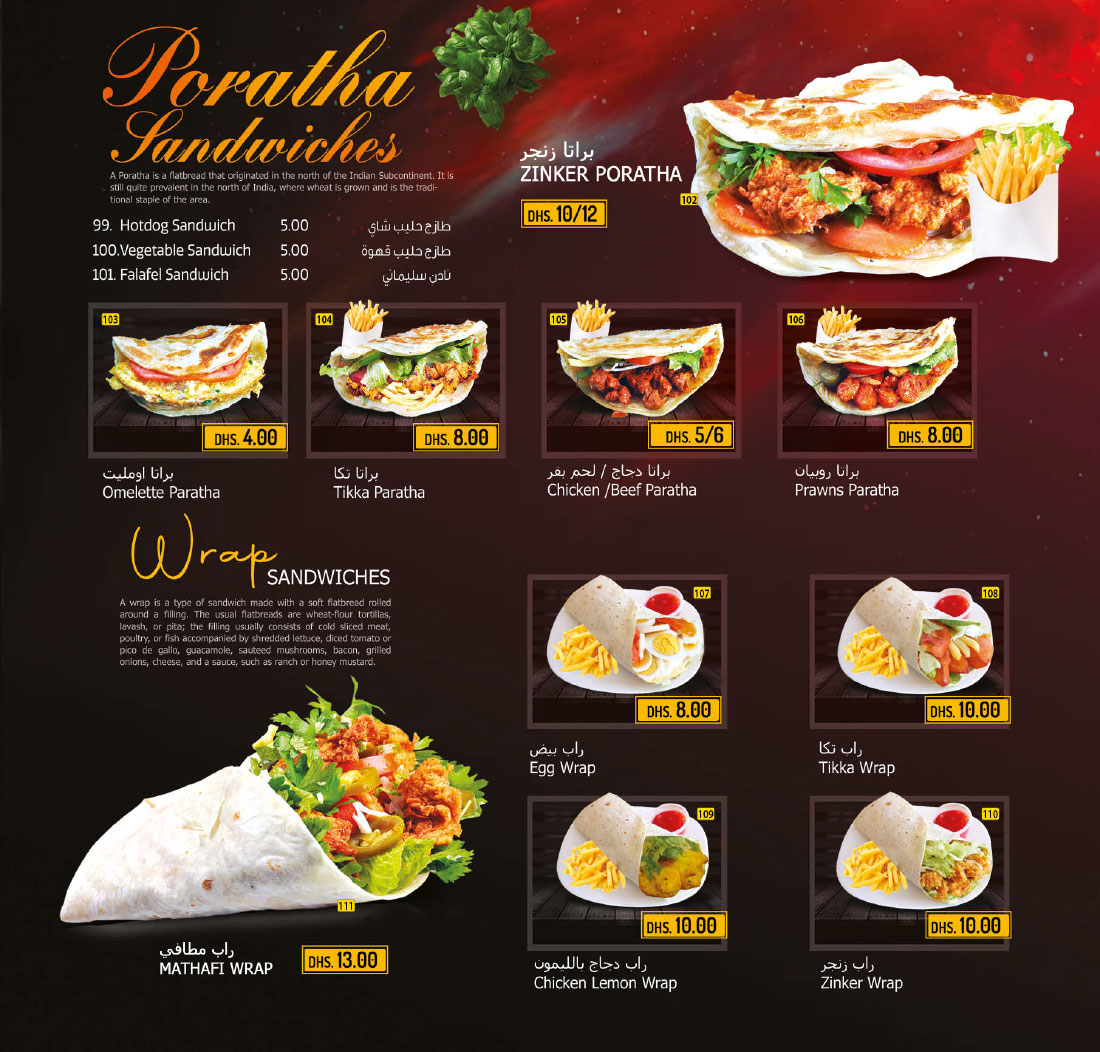 Poratha
Sandwiches
A Poratha is a flatbread that originated in the north of the Indian Subcontinent. It is
still quite prevalent in the north of India, where wheat is grown and is the tradi-
tional staple of the area.
99. Hotdog Sandwich 5.00 طازج حليب شاي
100.Vegetable Sandwich 5.00 طازج حليب قهوة
101. Falafel Sandwich 5.00 نادن سليماني
براتا زنجر
ZINKER PORATHA
102
DHS. 10/12
103
DHS. 4.00
براتا اومليت
Omelette Paratha
104
DHS. 8.00
براتا تكا
Tikka Paratha
105
DHS. 5/6
براتا دجاج / لحم بقر
Chicken /Beef Paratha
106
DHS. 8.00
براتا روبيان
Prawns Paratha
Wrap
SANDWICHES
A wrap is a type of sandwich made with a soft flatbread rolled
around a filling. The usual flatbreads are wheat-flour tortillas,
lavash, or pita; the filling usually consists of cold sliced meat,
poultry, or fish accompanied by shredded lettuce, diced tomato or
pico de gallo, guacamole, sauteed mushrooms, bacon, grilled
onions, cheese, and a sauce, such as ranch or honey mustard.
107
DHS. 8.00
راب بيض
Egg Wrap
108
DHS. 10.00
راب تكا
Tikka Wrap
109
DHS. 10.00
راب دجاج بالليمون
Chicken Lemon Wrap
110
DHS. 10.00
راب زنجر
Zinker Wrap
111
راب مطافي
MATHAFI WRAP
DHS. 13.00